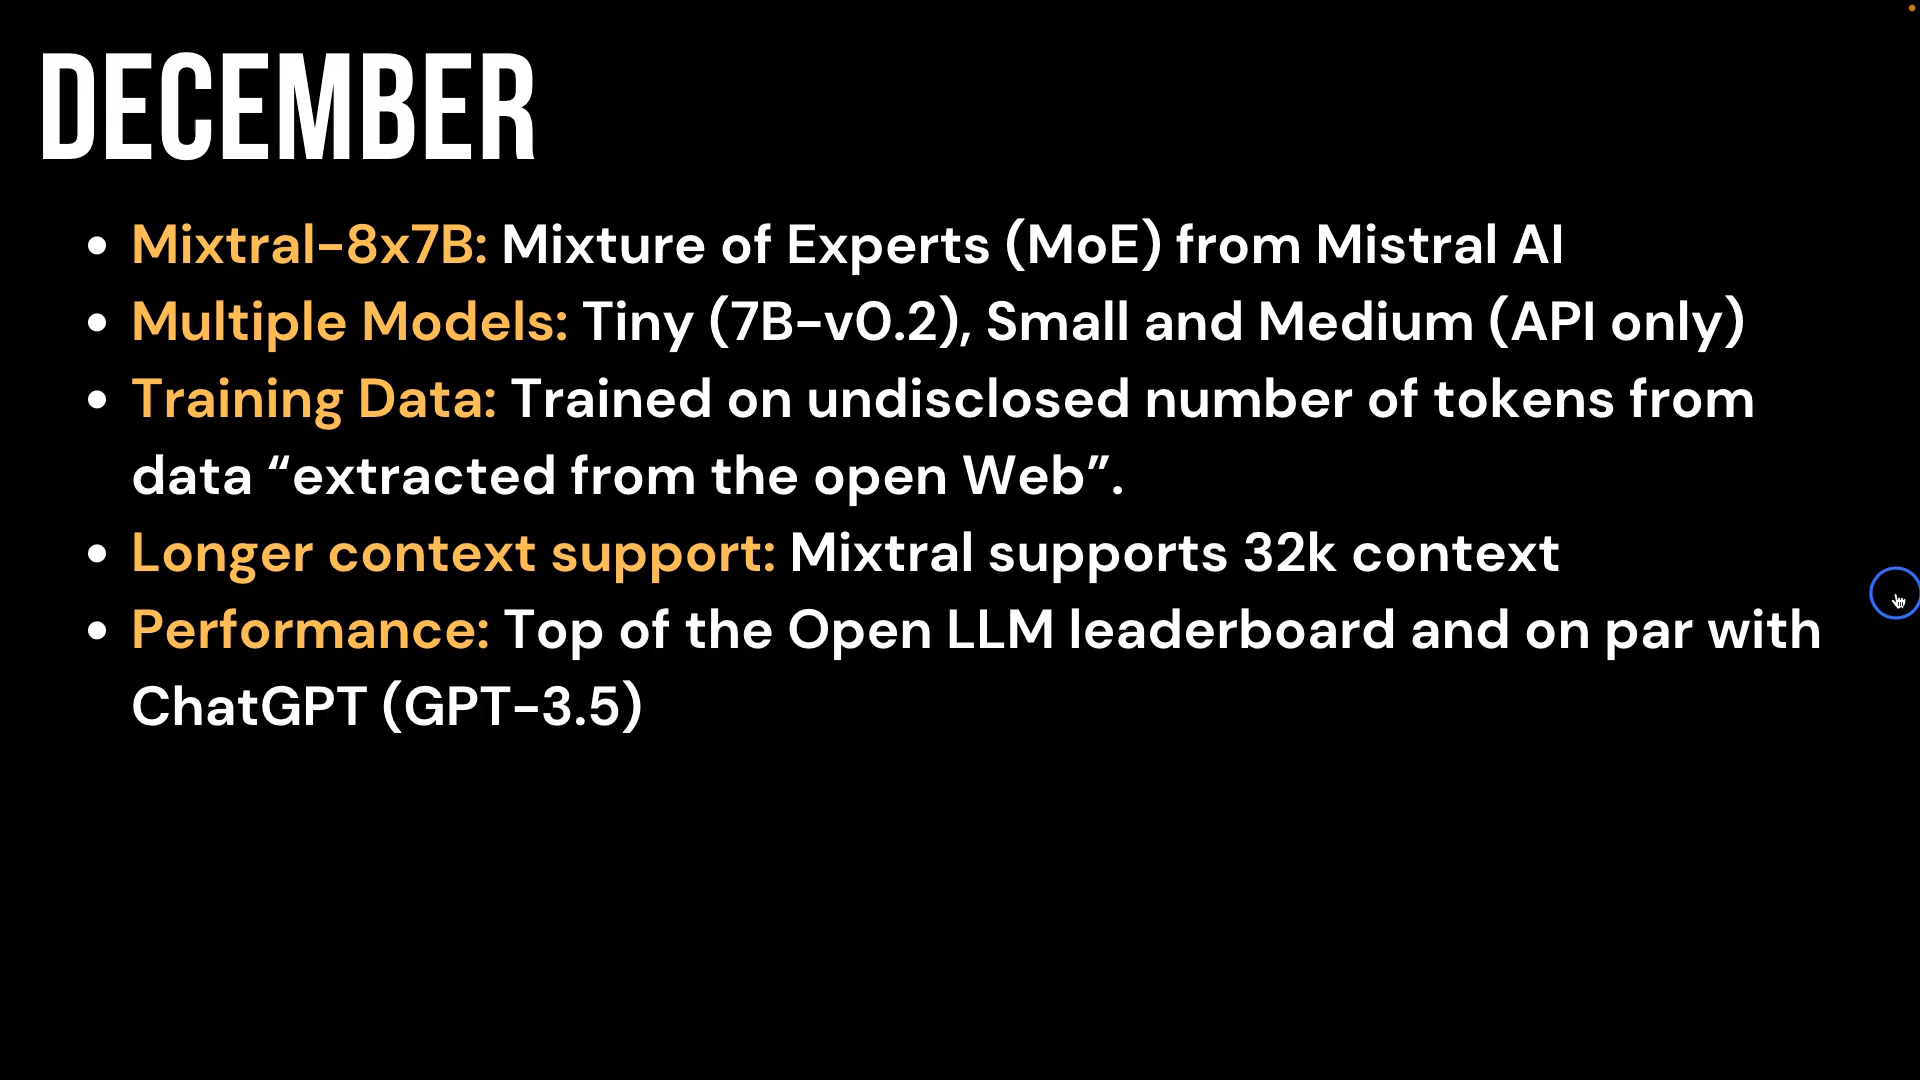 DECEMBER
• Mixtral-8x7B: Mixture of Experts (MoE) from Mistral AI
• Multiple Models: Tiny (7B-v0.2), Small and Medium (API only)
• Training Data: Trained on undisclosed number of tokens from
data “extracted from the open Web”.
• Longer context support: Mixtral supports 32k context
• Performance: Top of the Open LLM leaderboard and on par with
ChatGPT (GPT-3.5)